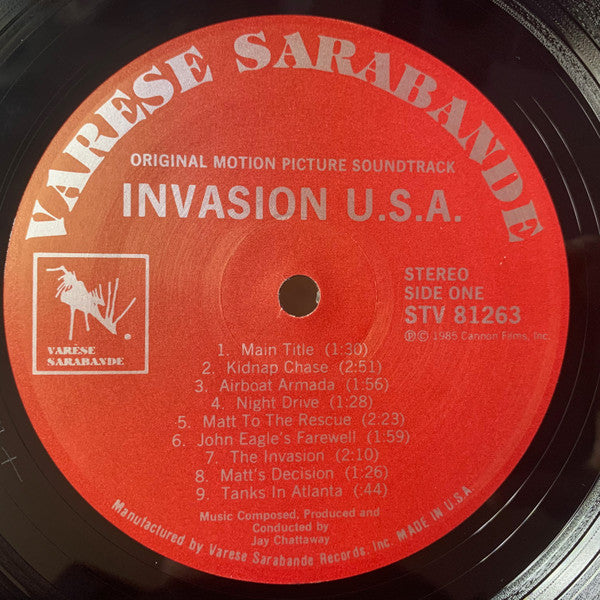 VARESE SARABANDE
ORIGINAL MOTION PICTURE SOUNDTRACK
INVASION U.S.A.
®
VARÈSE
SARABANDE
STEREO
SIDE ONE
STV 81263
℗ © 1985 Cannon Films, Inc.
1. Main Title (1:30)
2. Kidnap Chase (2:51)
3. Airboat Armada (1:56)
4. Night Drive (1:28)
5. Matt To The Rescue (2:23)
6. John Eagle's Farewell (1:59)
7. The Invasion (2:10)
8. Matt's Decision (1:26)
9. Tanks In Atlanta (:44)
Music Composed, Produced and
Conducted by
Jay Chattaway
Manufactured by Varese Sarabande Records, Inc. MADE IN U.S.A.